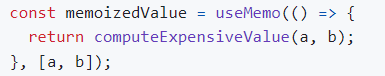 const memoizedValue = useMemo(() => {
  return computeExpensiveValue(a, b);
}, [a, b]);